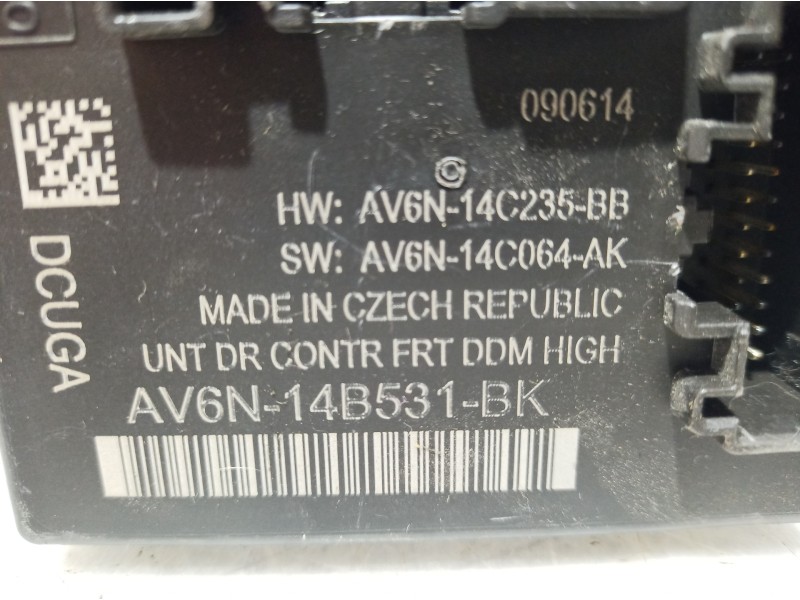 090614
HW: AV6N-14C235-BB
SW: AV6N-14C064-AK
MADE IN CZECH REPUBLIC
UNT DR CONTR FRT DDM HIGH
AV6N-14B531-BK
DCUGA